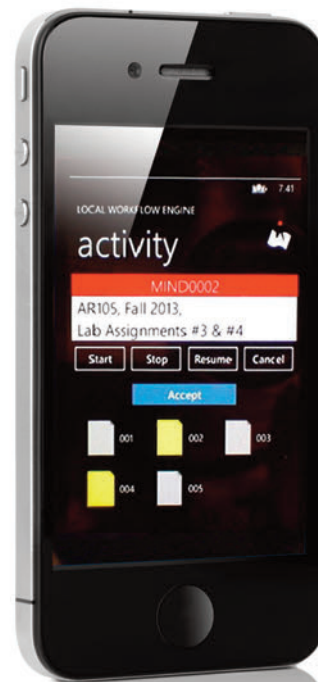 7:41
LOCAL WORKFLOW ENGINE
activity
MIND0002
AR105, Fall 2013,
Lab Assignments #3 & #4
Start Stop Resume Cancel
Accept
001 002 003
004 005